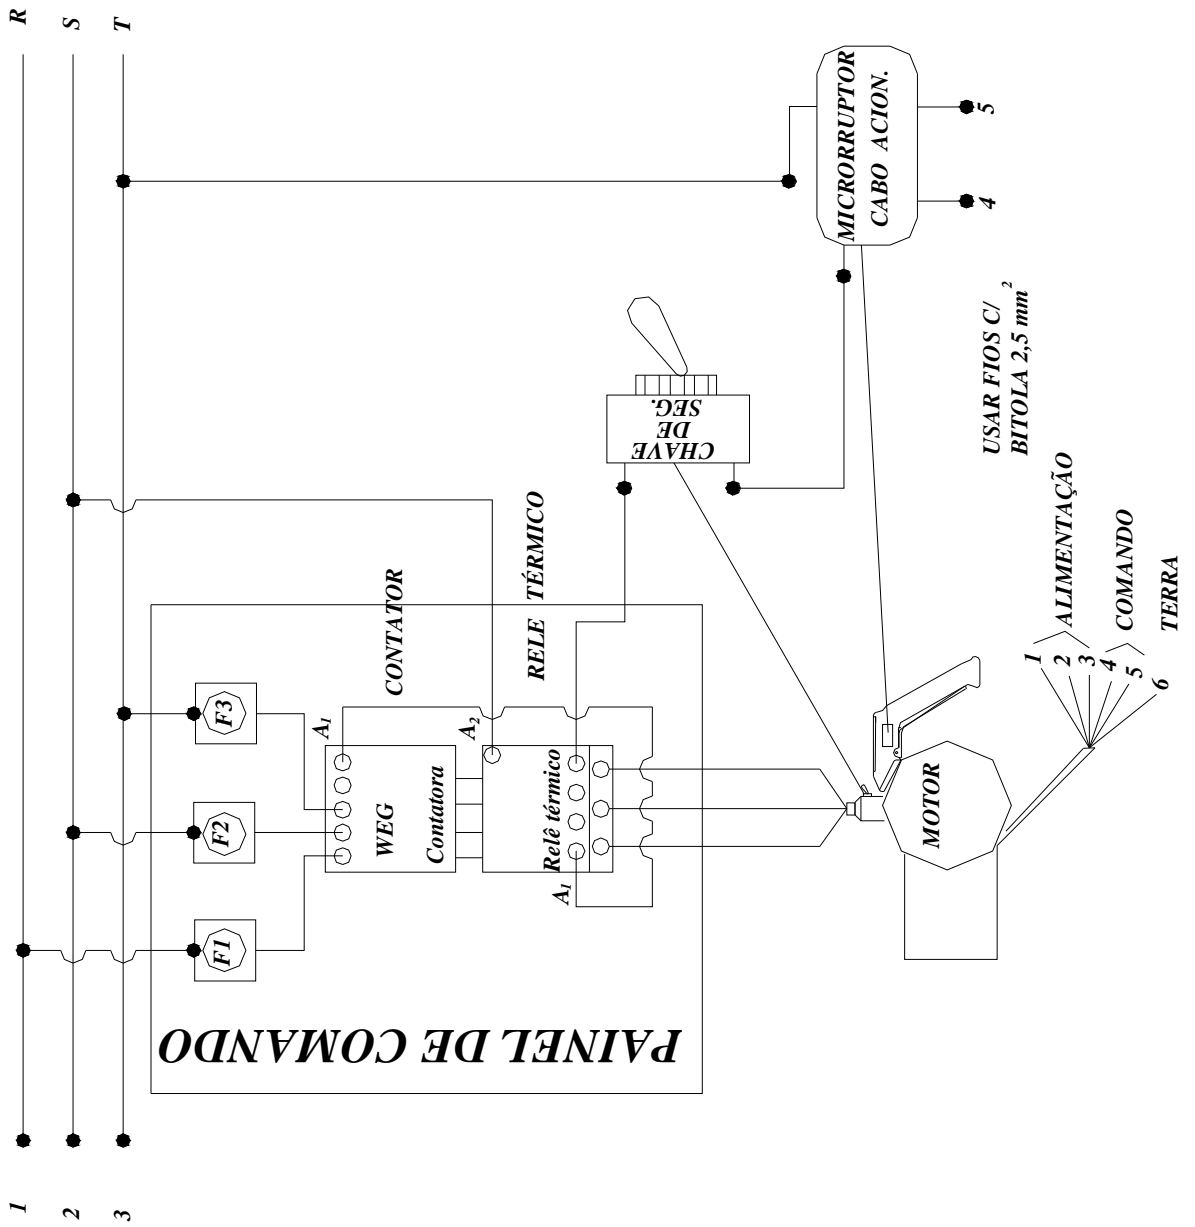 R
S
T
1
2
3
F3
F2
F1
A1
WEG
Contatora
CONTATOR
A2
Relê térmico
A1
RELE TÉRMICO
PAINEL DE COMANDO
CHAVE
DE
SEG.
MICRORRUPTOR
CABO ACION.
4
5
USAR FIOS C/
BITOLA 2,5 mm²
MOTOR
1
2
3
4
5
6
ALIMENTAÇÃO
COMANDO
TERRA